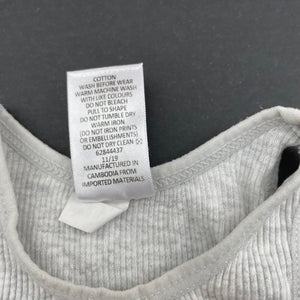 COTTON
WASH BEFORE WEAR
WARM MACHINE WASH
WITH LIKE COLOURS
DO NOT BLEACH
PULL TO SHAPE
DO NOT TUMBLE DRY
WARM IRON
(DO NOT IRON PRINTS
OR EMBELLISHMENTS)
DO NOT DRY CLEAN
62844437
11/19
MANUFACTURED IN
CAMBODIA FROM
IMPORTED MATERIALS